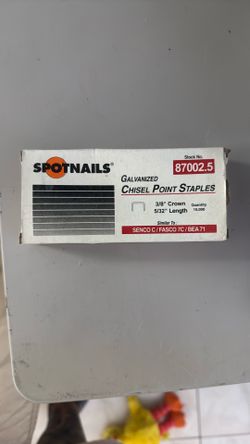 SPOTNAILS®
Stock No.
87002.5
GALVANIZED
CHISEL POINT STAPLES
3/8" Crown
5/32" Length
Quantity
10,000
Similar To:
SENCO C / FASCO 7C / BEA 71